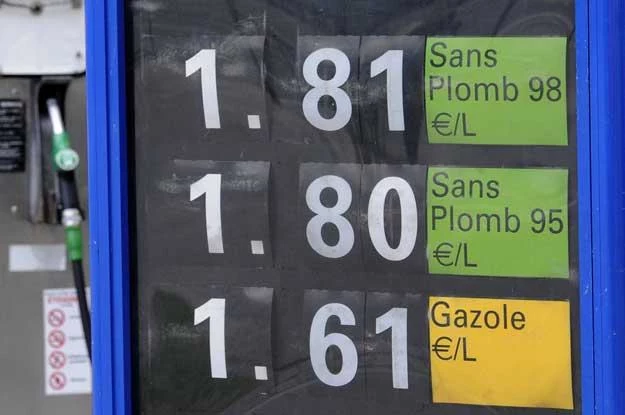 1.81 Sans
Plomb 98
€/L
1.80 Sans
Plomb 95
€/L
1.61 Gazole
€/L